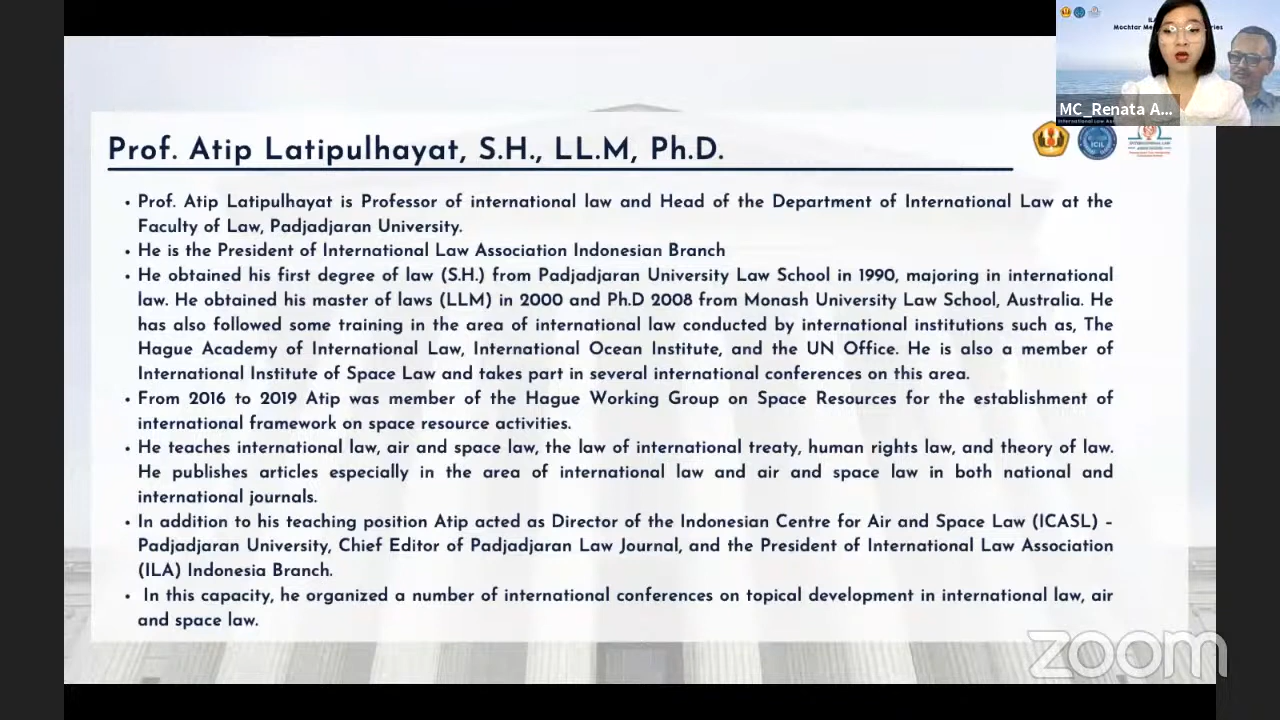 Mochtar Me
ries
MC_Renata A...
Prof. Atip Latipulhayat, S.H., LL.M, Ph.D.
ICIL
• Prof. Atip Latipulhayat is Professor of international law and Head of the Department of International Law at the
Faculty of Law, Padjadjaran University.
• He is the President of International Law Association Indonesian Branch
• He obtained his first degree of law (S.H.) from Padjadjaran University Law School in 1990, majoring in international
law. He obtained his master of laws (LLM) in 2000 and Ph.D 2008 from Monash University Law School, Australia. He
has also followed some training in the area of international law conducted by international institutions such as, The
Hague Academy of International Law, International Ocean Institute, and the UN Office. He is also a member of
International Institute of Space Law and takes part in several international conferences on this area.
• From 2016 to 2019 Atip was member of the Hague Working Group on Space Resources for the establishment of
international framework on space resource activities.
• He teaches international law, air and space law, the law of international treaty, human rights law, and theory of law.
He publishes articles especially in the area of international law and air and space law in both national and
international journals.
• In addition to his teaching position Atip acted as Director of the Indonesian Centre for Air and Space Law (ICASL) –
Padjadjaran University, Chief Editor of Padjadjaran Law Journal, and the President of International Law Association
(ILA) Indonesia Branch.
• In this capacity, he organized a number of international conferences on topical development in international law, air
and space law.
zoom